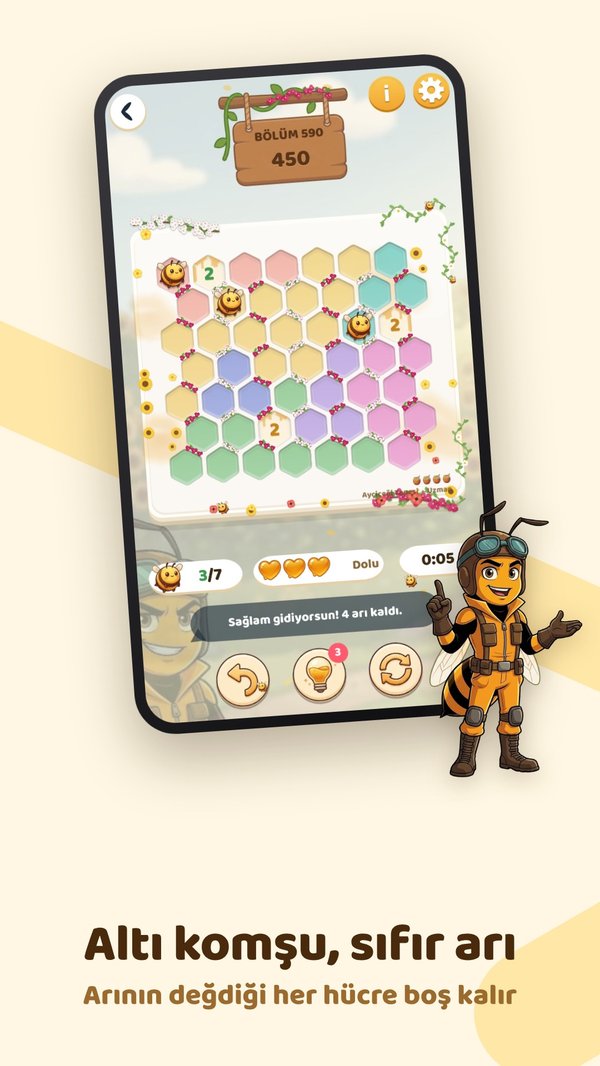 i
BÖLÜM 590
450
2
2
2
3/7
Dolu
0:05
Sağlam gidiyorsun! 4 arı kaldı.
3
Altı komşu, sıfır arı
Arının değdiği her hücre boş kalır